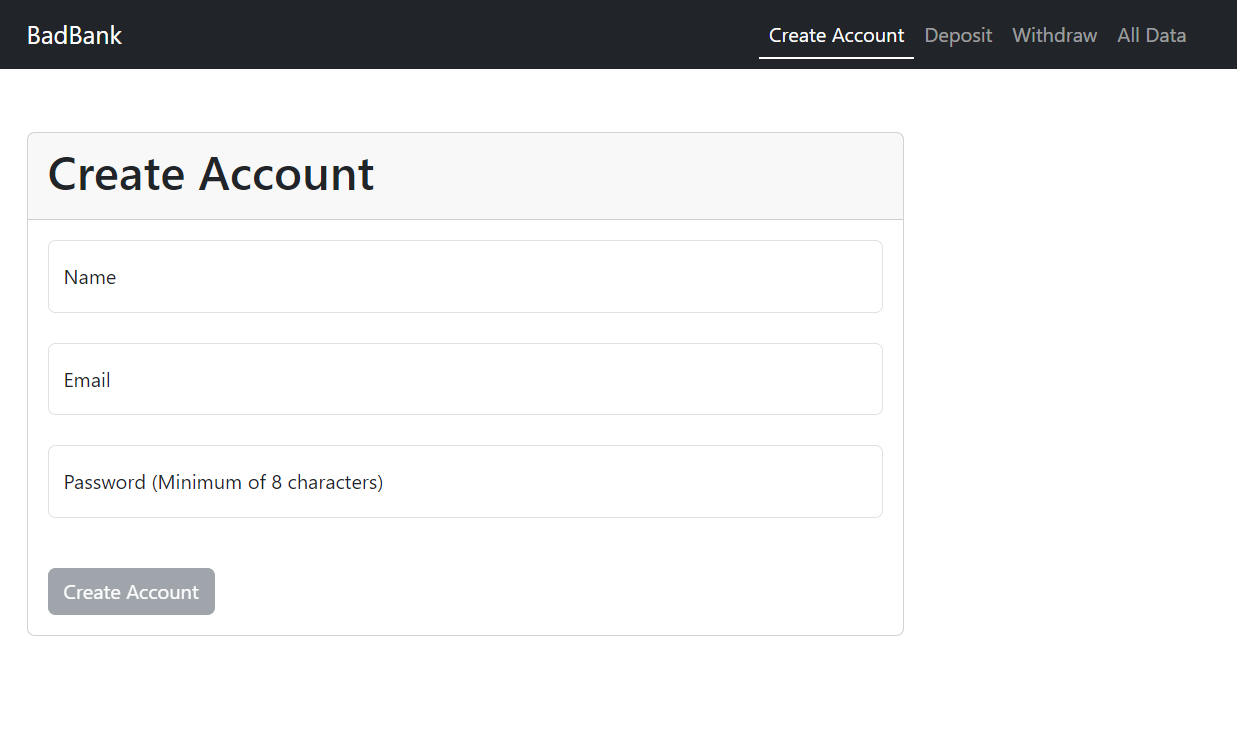 BadBank
Create Account Deposit Withdraw All Data
Create Account
Name
Email
Password (Minimum of 8 characters)
Create Account